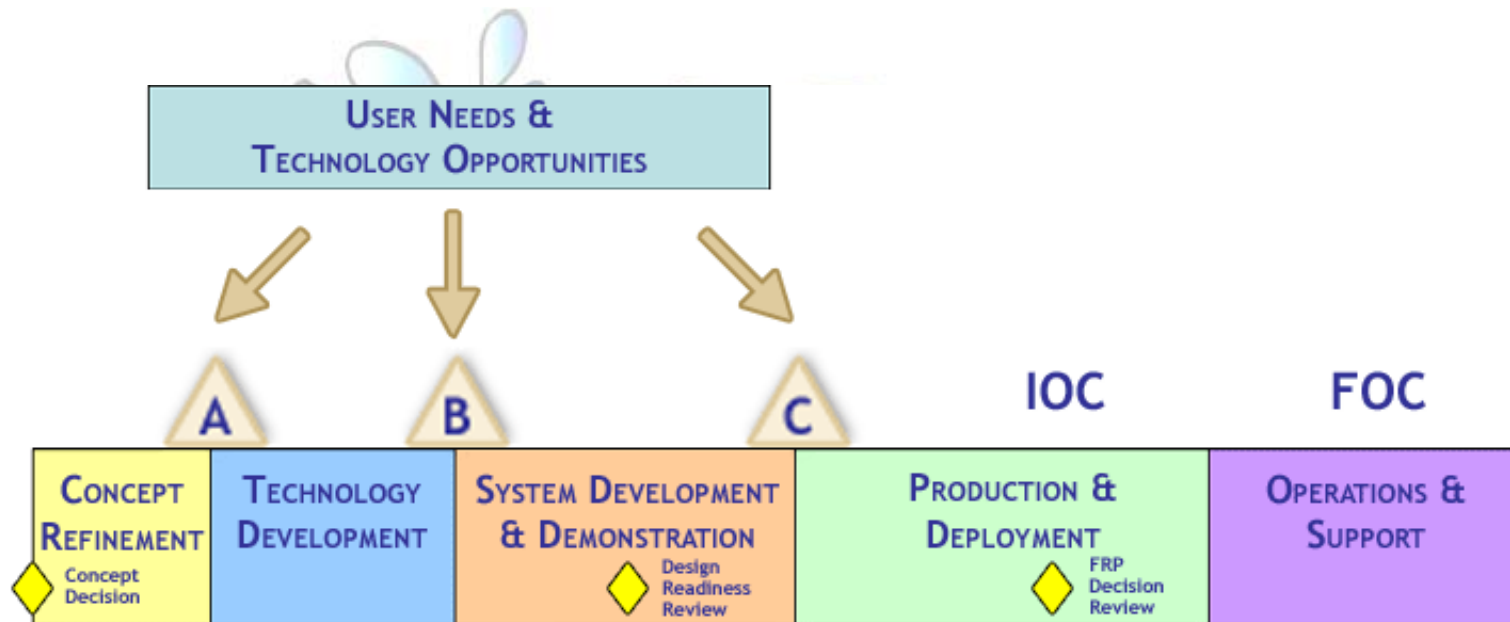 USER NEEDS &
TECHNOLOGY OPPORTUNITIES
A
B
C
IOC
FOC
CONCEPT
REFINEMENT
Concept
Decision
TECHNOLOGY
DEVELOPMENT
SYSTEM DEVELOPMENT
& DEMONSTRATION
Design
Readiness
Review
PRODUCTION &
DEPLOYMENT
FRP
Decision
Review
OPERATIONS &
SUPPORT